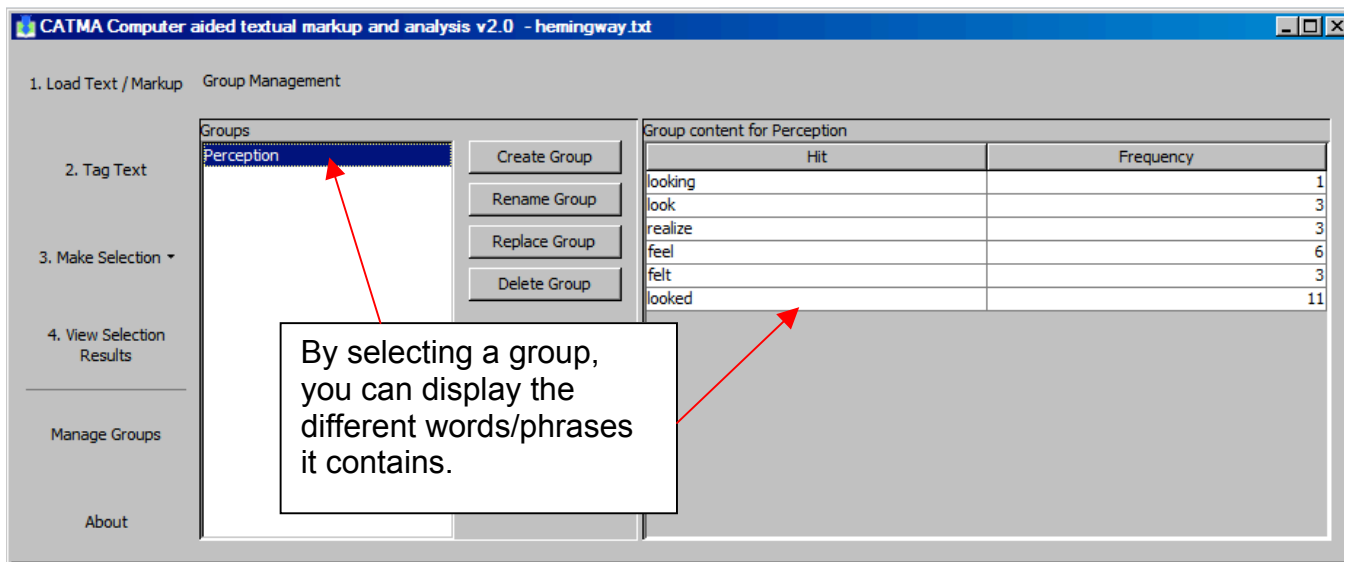 CATMA Computer aided textual markup and analysis v2.0 - hemingway.txt
1. Load Text / Markup
Group Management
2. Tag Text
3. Make Selection
4. View Selection
Results
Manage Groups
About
Groups
Perception
Create Group
Rename Group
Replace Group
Delete Group
Group content for Perception
Hit Frequency
looking 1
look 3
realize 3
feel 6
felt 3
looked 11
By selecting a group,
you can display the
different words/phrases
it contains.